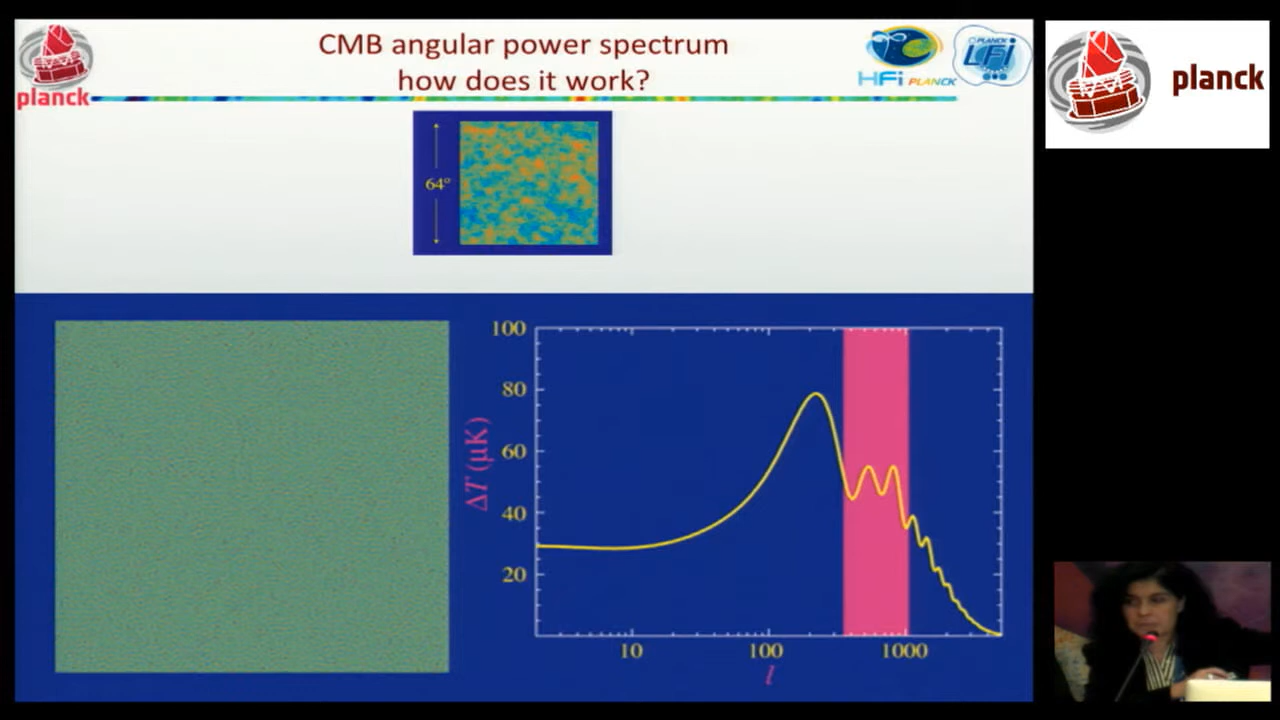 CMB angular power spectrum
how does it work?
planck
HFi PLANCK
PLANCK
LFi
planck
64°
100
80
60
40
20
ΔT (µK)
10
100
1000
l